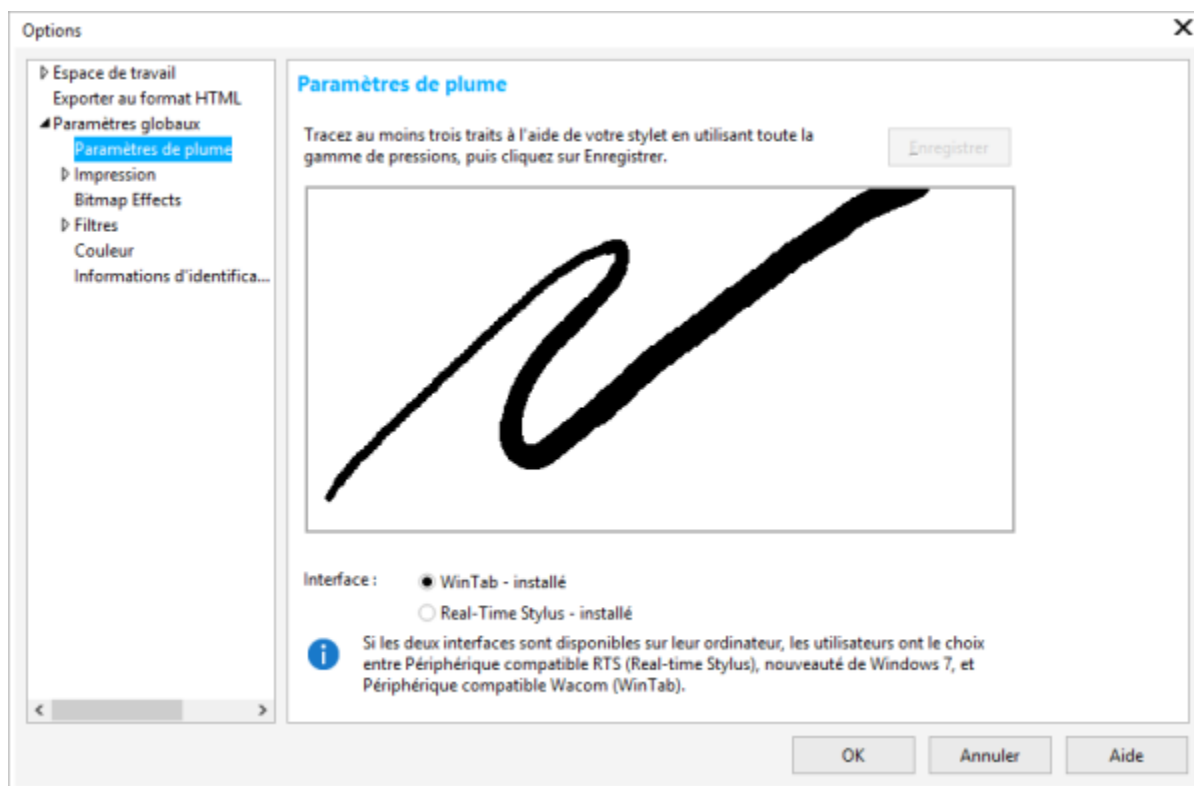 Options
Espace de travail
Exporter au format HTML
Paramètres globaux
Paramètres de plume
Impression
Bitmap Effects
Filtres
Couleur
Informations d'identifica...
Paramètres de plume
Tracez au moins trois traits à l'aide de votre stylet en utilisant toute la
gamme de pressions, puis cliquez sur Enregistrer.
Enregistrer
Interface :
WinTab - installé
Real-Time Stylus - installé
Si les deux interfaces sont disponibles sur leur ordinateur, les utilisateurs ont le choix
entre Périphérique compatible RTS (Real-time Stylus), nouveauté de Windows 7, et
Périphérique compatible Wacom (WinTab).
OK
Annuler
Aide